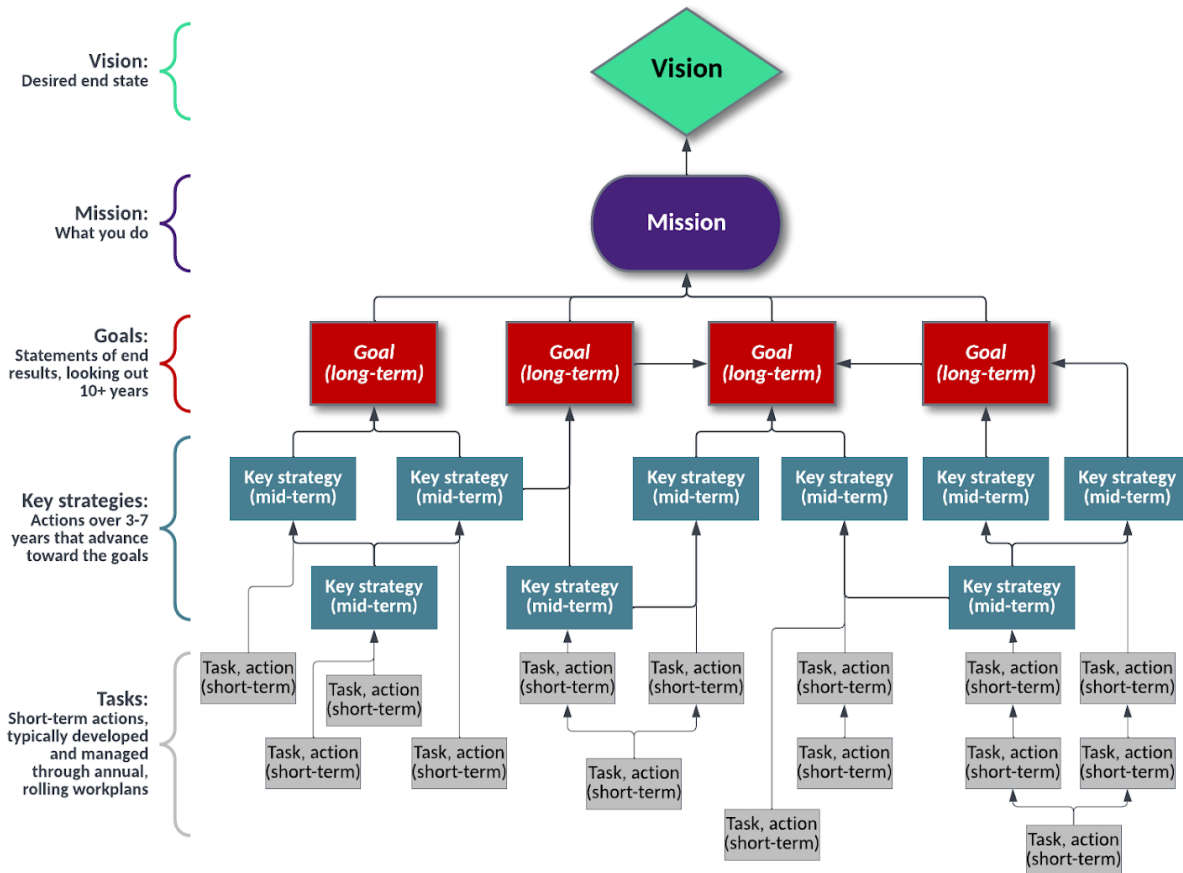 Vision:
Desired end state
Vision
Mission:
What you do
Mission
Goals:
Statements of end
results, looking out
10+ years
Goal
(long-term)
Goal
(long-term)
Goal
(long-term)
Goal
(long-term)
Key strategies:
Actions over 3-7
years that advance
toward the goals
Key strategy
(mid-term)
Key strategy
(mid-term)
Key strategy
(mid-term)
Key strategy
(mid-term)
Key strategy
(mid-term)
Key strategy
(mid-term)
Key strategy
(mid-term)
Key strategy
(mid-term)
Key strategy
(mid-term)
Tasks:
Short-term actions,
typically developed
and managed
through annual,
rolling workplans
Task, action
(short-term)
Task, action
(short-term)
Task, action
(short-term)
Task, action
(short-term)
Task, action
(short-term)
Task, action
(short-term)
Task, action
(short-term)
Task, action
(short-term)
Task, action
(short-term)
Task, action
(short-term)
Task, action
(short-term)
Task, action
(short-term)
Task, action
(short-term)
Task, action
(short-term)
Task, action
(short-term)